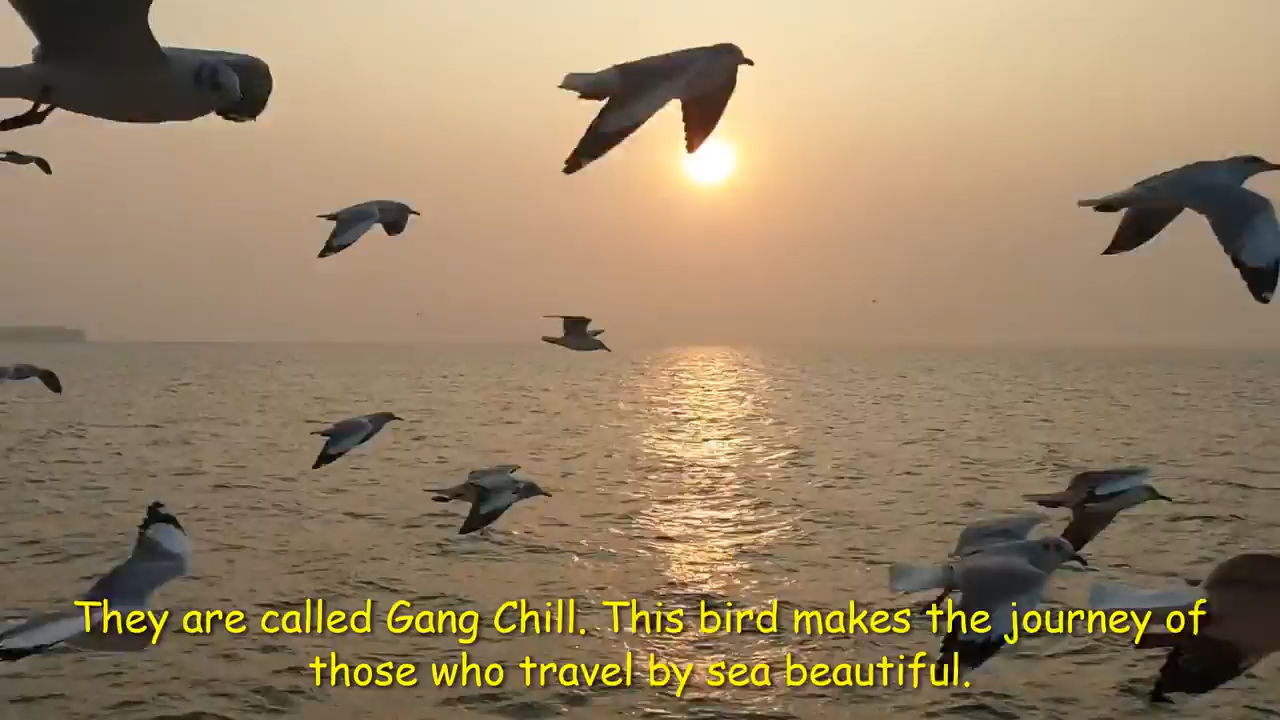 They are called Gang Chill. This bird makes the journey of
those who travel by sea beautiful.